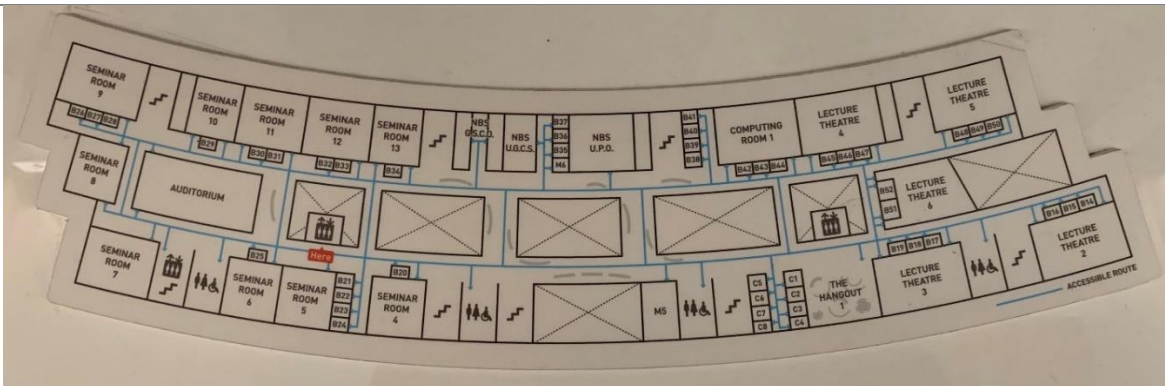 SEMINAR
ROOM
9
B26 B27 B28
SEMINAR
ROOM
10
B29
SEMINAR
ROOM
11
B30 B31
SEMINAR
ROOM
12
B32 B33
SEMINAR
ROOM
13
B34
NBS
G.S.C.O.
NBS
U.G.C.S.
B37
B36
B35
M6
NBS
U.P.O.
B41
B40
B39
B38
COMPUTING
ROOM 1
B42 B43 B44
LECTURE
THEATRE
4
B45 B46 B47
LECTURE
THEATRE
5
B48 B49 B50
SEMINAR
ROOM
8
AUDITORIUM
B52
B51
LECTURE
THEATRE
6
SEMINAR
ROOM
7
B25
SEMINAR
ROOM
6
SEMINAR
ROOM
5
Here
B21
B22
B23
B24
B20
SEMINAR
ROOM
4
M5
C5
C6
C7
C8
C1
C2
C3
C4
THE
HANGOUT
1
B19 B18 B17
LECTURE
THEATRE
3
B16 B15 B14
LECTURE
THEATRE
2
ACCESSIBLE ROUTE